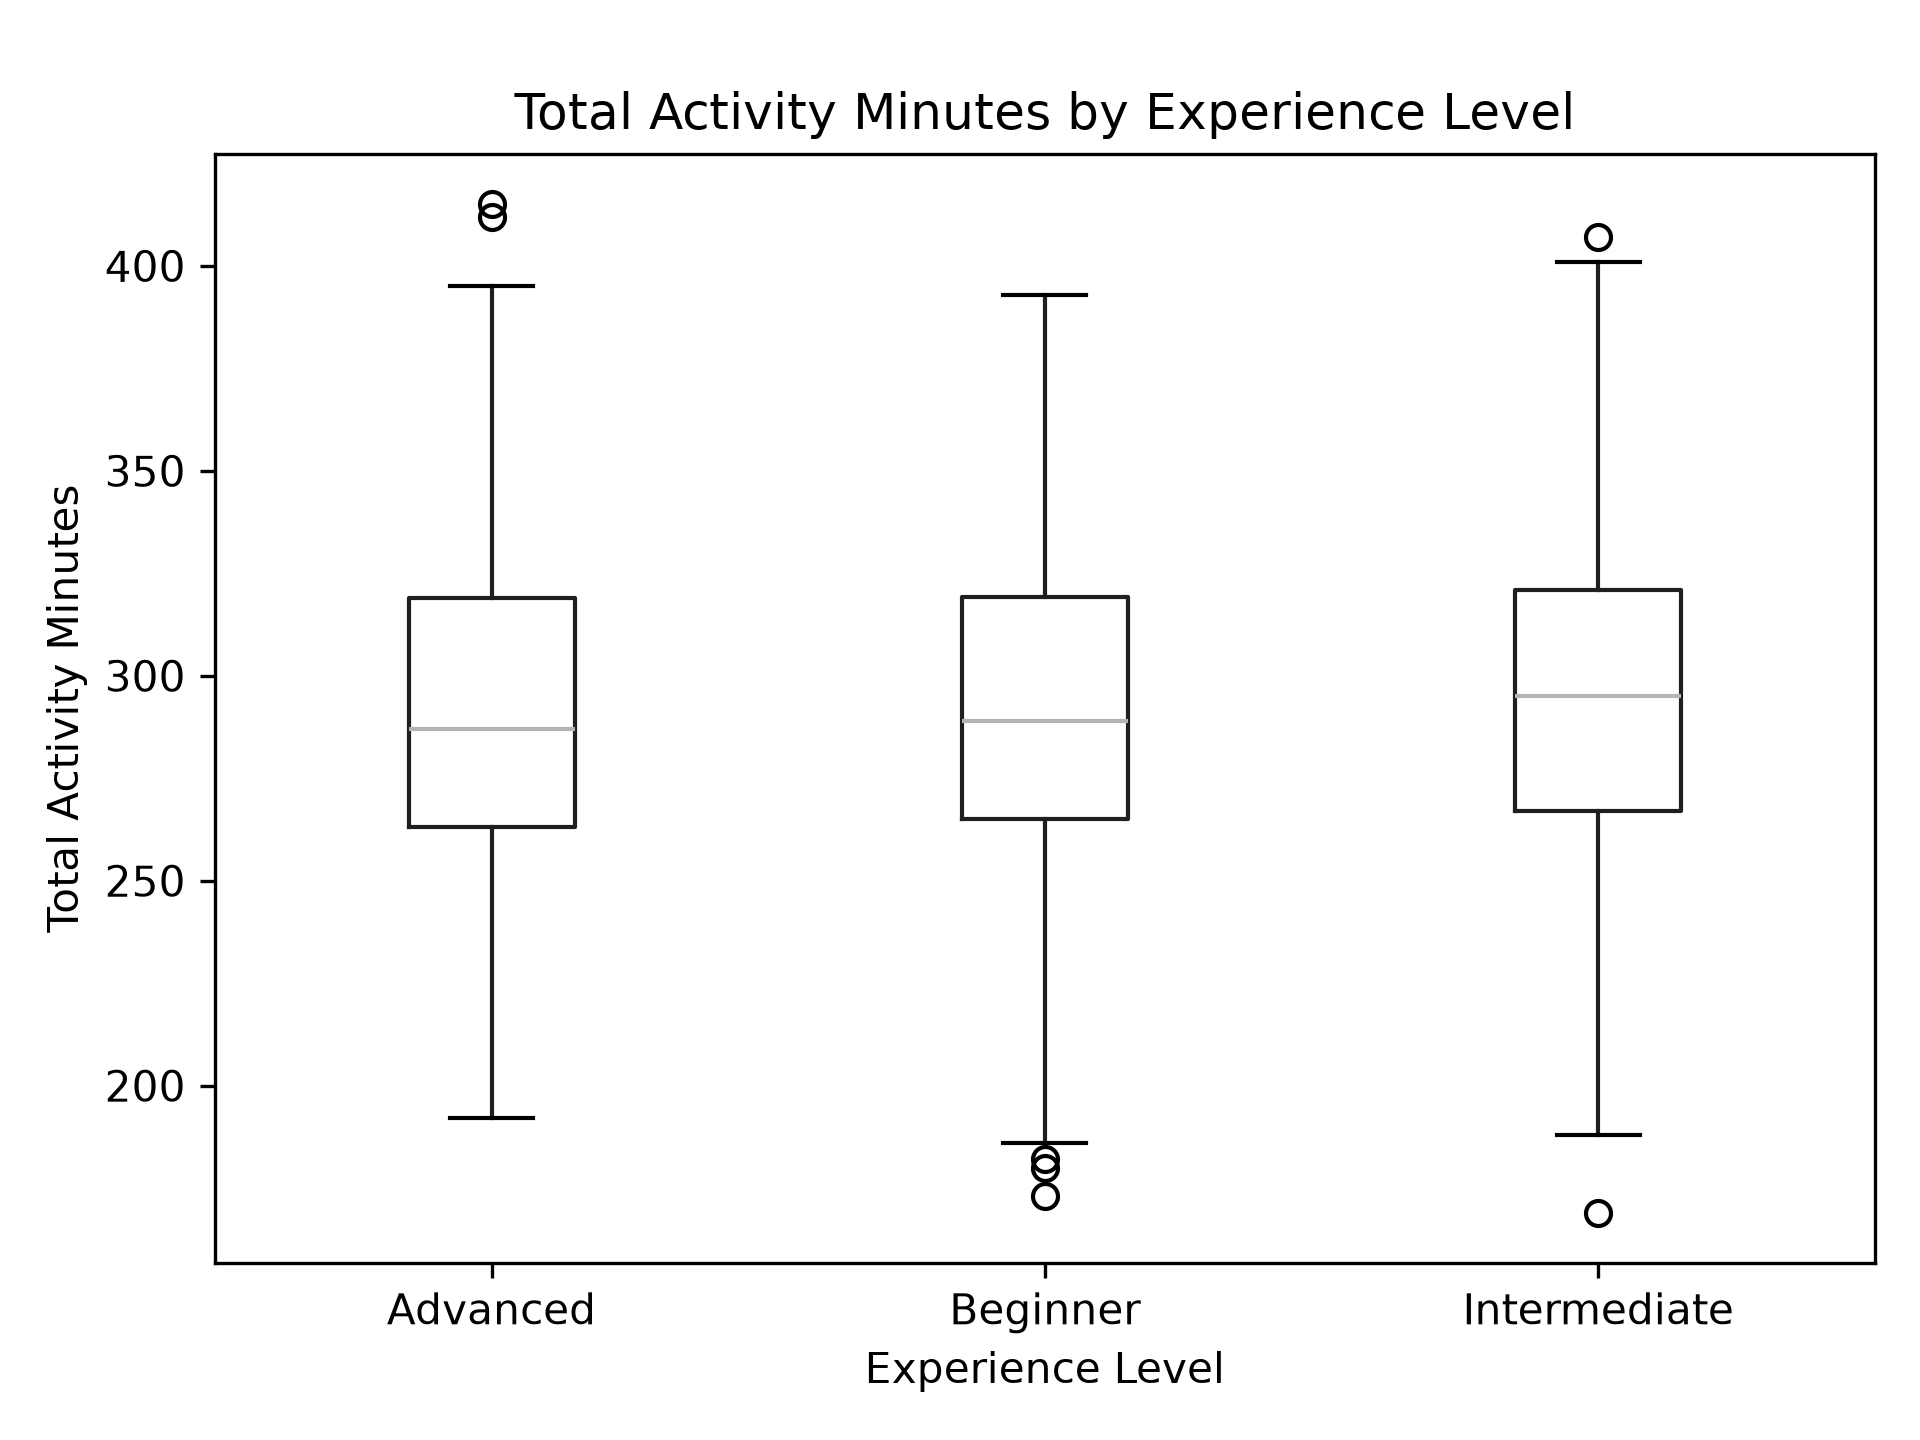 Total Activity Minutes by Experience Level
Total Activity Minutes
400
350
300
250
200
Advanced
Beginner
Intermediate
Experience Level